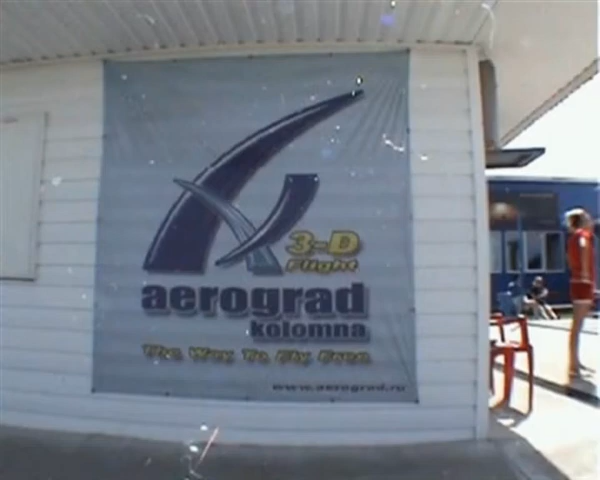 3-D
Flight
aerograd
kolomna
The Way To Fly Free
www.aerograd.ru